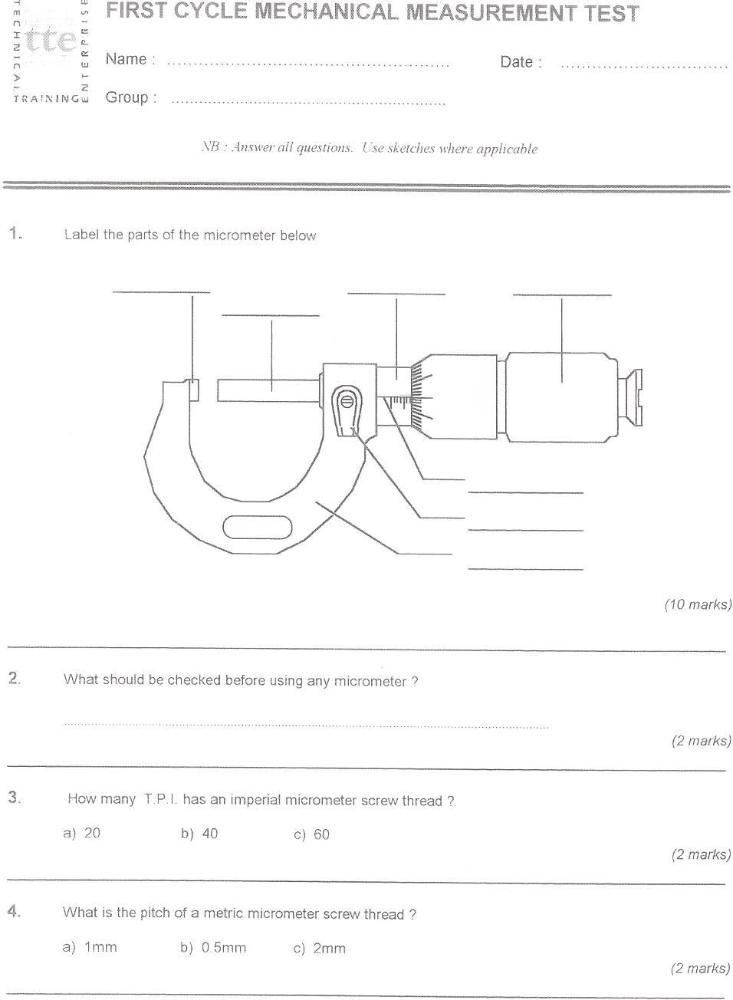 FIRST CYCLE MECHANICAL MEASUREMENT TEST
TECHNICAL
tte
ENTERPRISE
TRAINING
Name : ..........................................................
Date : ................................
Group : ..........................................................
NB : Answer all questions. Use sketches where applicable
1. Label the parts of the micrometer below
(10 marks)
2. What should be checked before using any micrometer ?
(2 marks)
3. How many T.P.I. has an imperial micrometer screw thread ?
a) 20 b) 40 c) 60
(2 marks)
4. What is the pitch of a metric micrometer screw thread ?
a) 1mm b) 0.5mm c) 2mm
(2 marks)